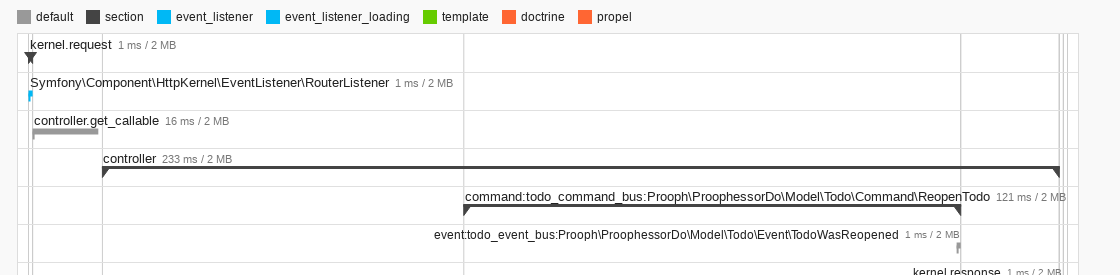 default section event_listener event_listener_loading template doctrine propel
kernel.request 1 ms / 2 MB
Symfony\Component\HttpKernel\EventListener\RouterListener 1 ms / 2 MB
controller.get_callable 16 ms / 2 MB
controller 233 ms / 2 MB
command:todo_command_bus:Prooph\ProophessorDo\Model\Todo\Command\ReopenTodo 121 ms / 2 MB
event:todo_event_bus:Prooph\ProophessorDo\Model\Todo\Event\TodoWasReopened 1 ms / 2 MB
kernel.response 1 ms / 2 MB